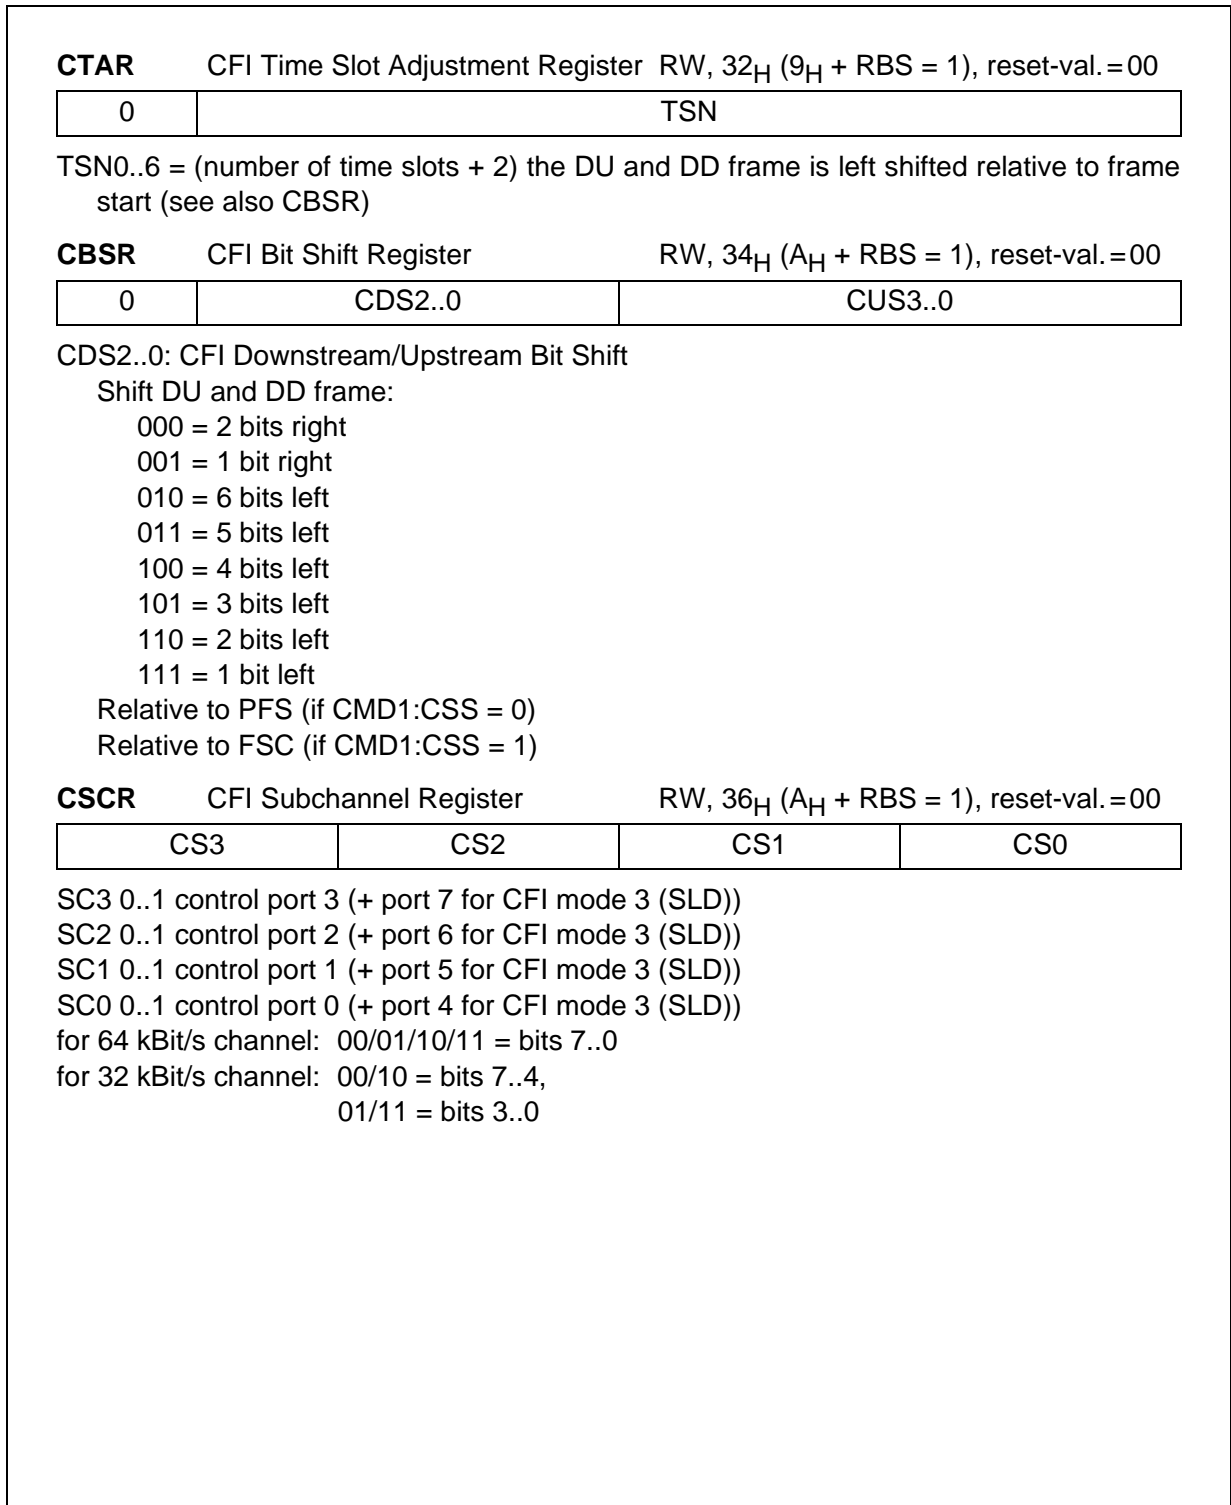 CTAR CFI Time Slot Adjustment Register RW, 32H (9H + RBS = 1), reset-val.=00
0 TSN
TSN0..6 = (number of time slots + 2) the DU and DD frame is left shifted relative to frame
start (see also CBSR)
CBSR CFI Bit Shift Register RW, 34H (AH + RBS = 1), reset-val.=00
0 CDS2..0 CUS3..0
CDS2..0: CFI Downstream/Upstream Bit Shift
Shift DU and DD frame:
000 = 2 bits right
001 = 1 bit right
010 = 6 bits left
011 = 5 bits left
100 = 4 bits left
101 = 3 bits left
110 = 2 bits left
111 = 1 bit left
Relative to PFS (if CMD1:CSS = 0)
Relative to FSC (if CMD1:CSS = 1)
CSCR CFI Subchannel Register RW, 36H (AH + RBS = 1), reset-val.=00
CS3 CS2 CS1 CS0
SC3 0..1 control port 3 (+ port 7 for CFI mode 3 (SLD))
SC2 0..1 control port 2 (+ port 6 for CFI mode 3 (SLD))
SC1 0..1 control port 1 (+ port 5 for CFI mode 3 (SLD))
SC0 0..1 control port 0 (+ port 4 for CFI mode 3 (SLD))
for 64 kBit/s channel: 00/01/10/11 = bits 7..0
for 32 kBit/s channel: 00/10 = bits 7..4,
01/11 = bits 3..0